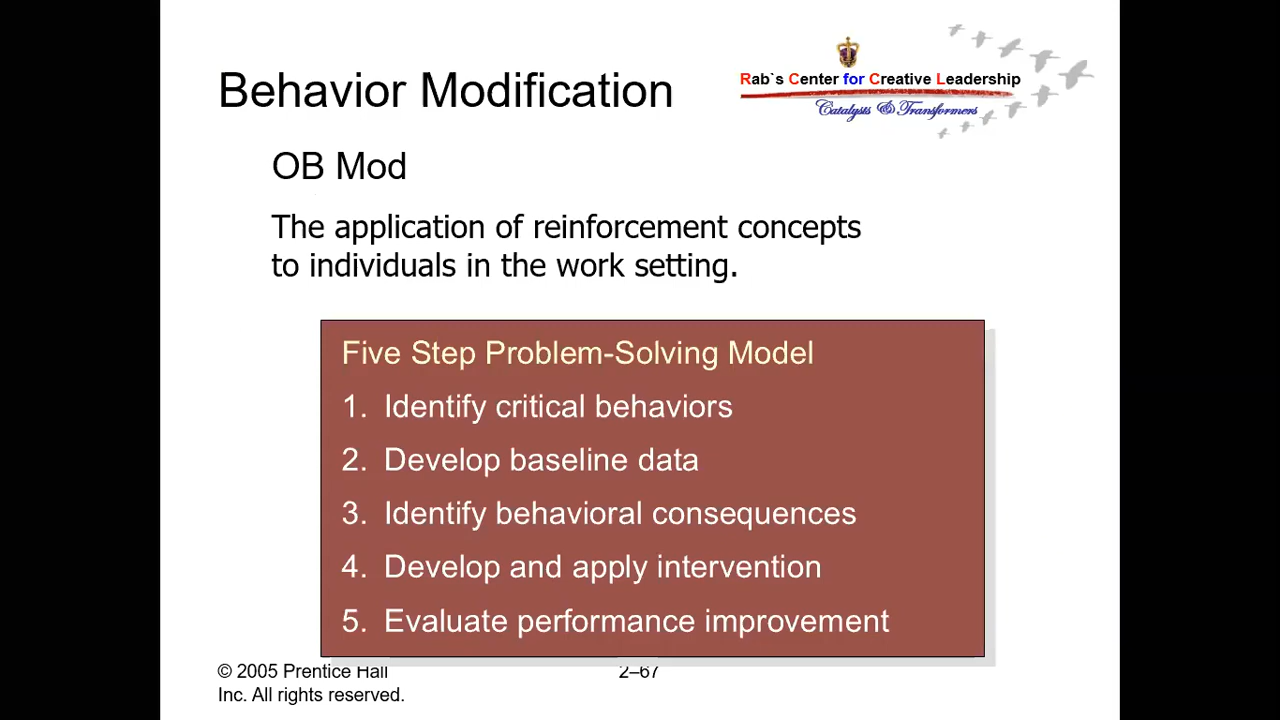 Behavior Modification
Rab`s Center for Creative Leadership
Catalysts & Transformers
OB Mod
The application of reinforcement concepts
to individuals in the work setting.
Five Step Problem-Solving Model
1. Identify critical behaviors
2. Develop baseline data
3. Identify behavioral consequences
4. Develop and apply intervention
5. Evaluate performance improvement
© 2005 Prentice Hall
Inc. All rights reserved.
2–67